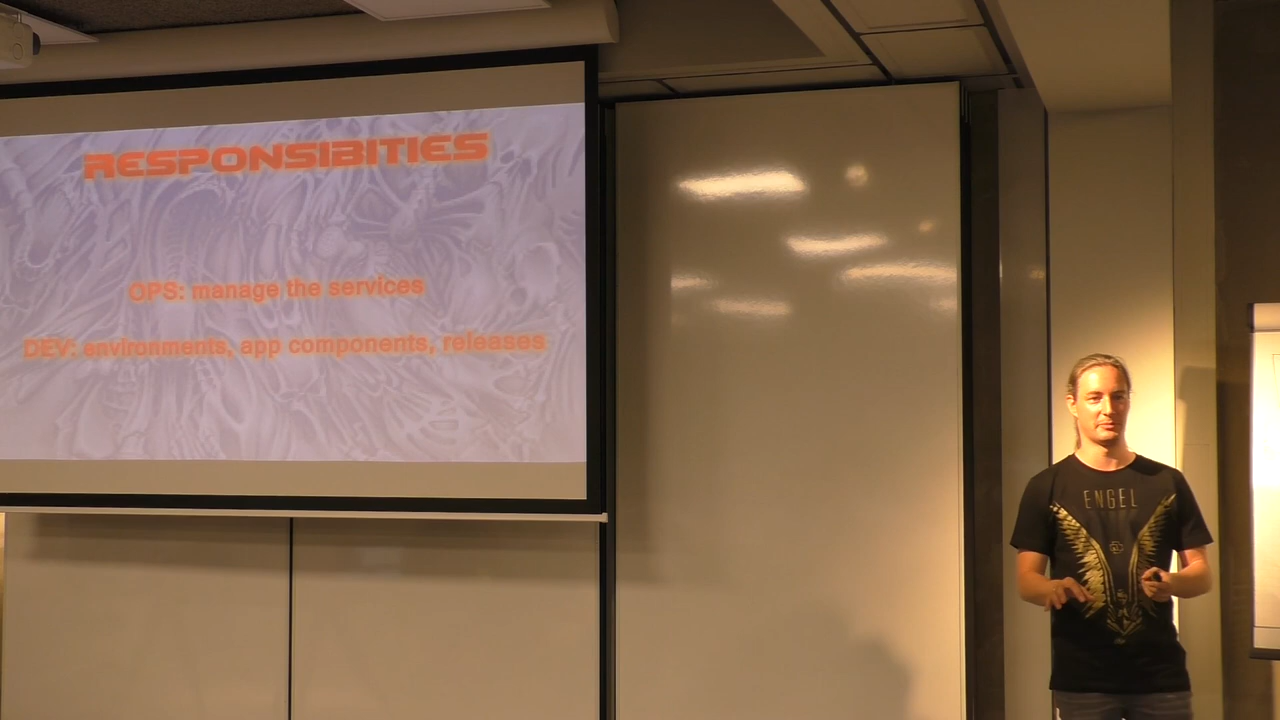 RESPONSIBITIES
OPS: manage the services
DEV: environments, app components, releases
ENGEL